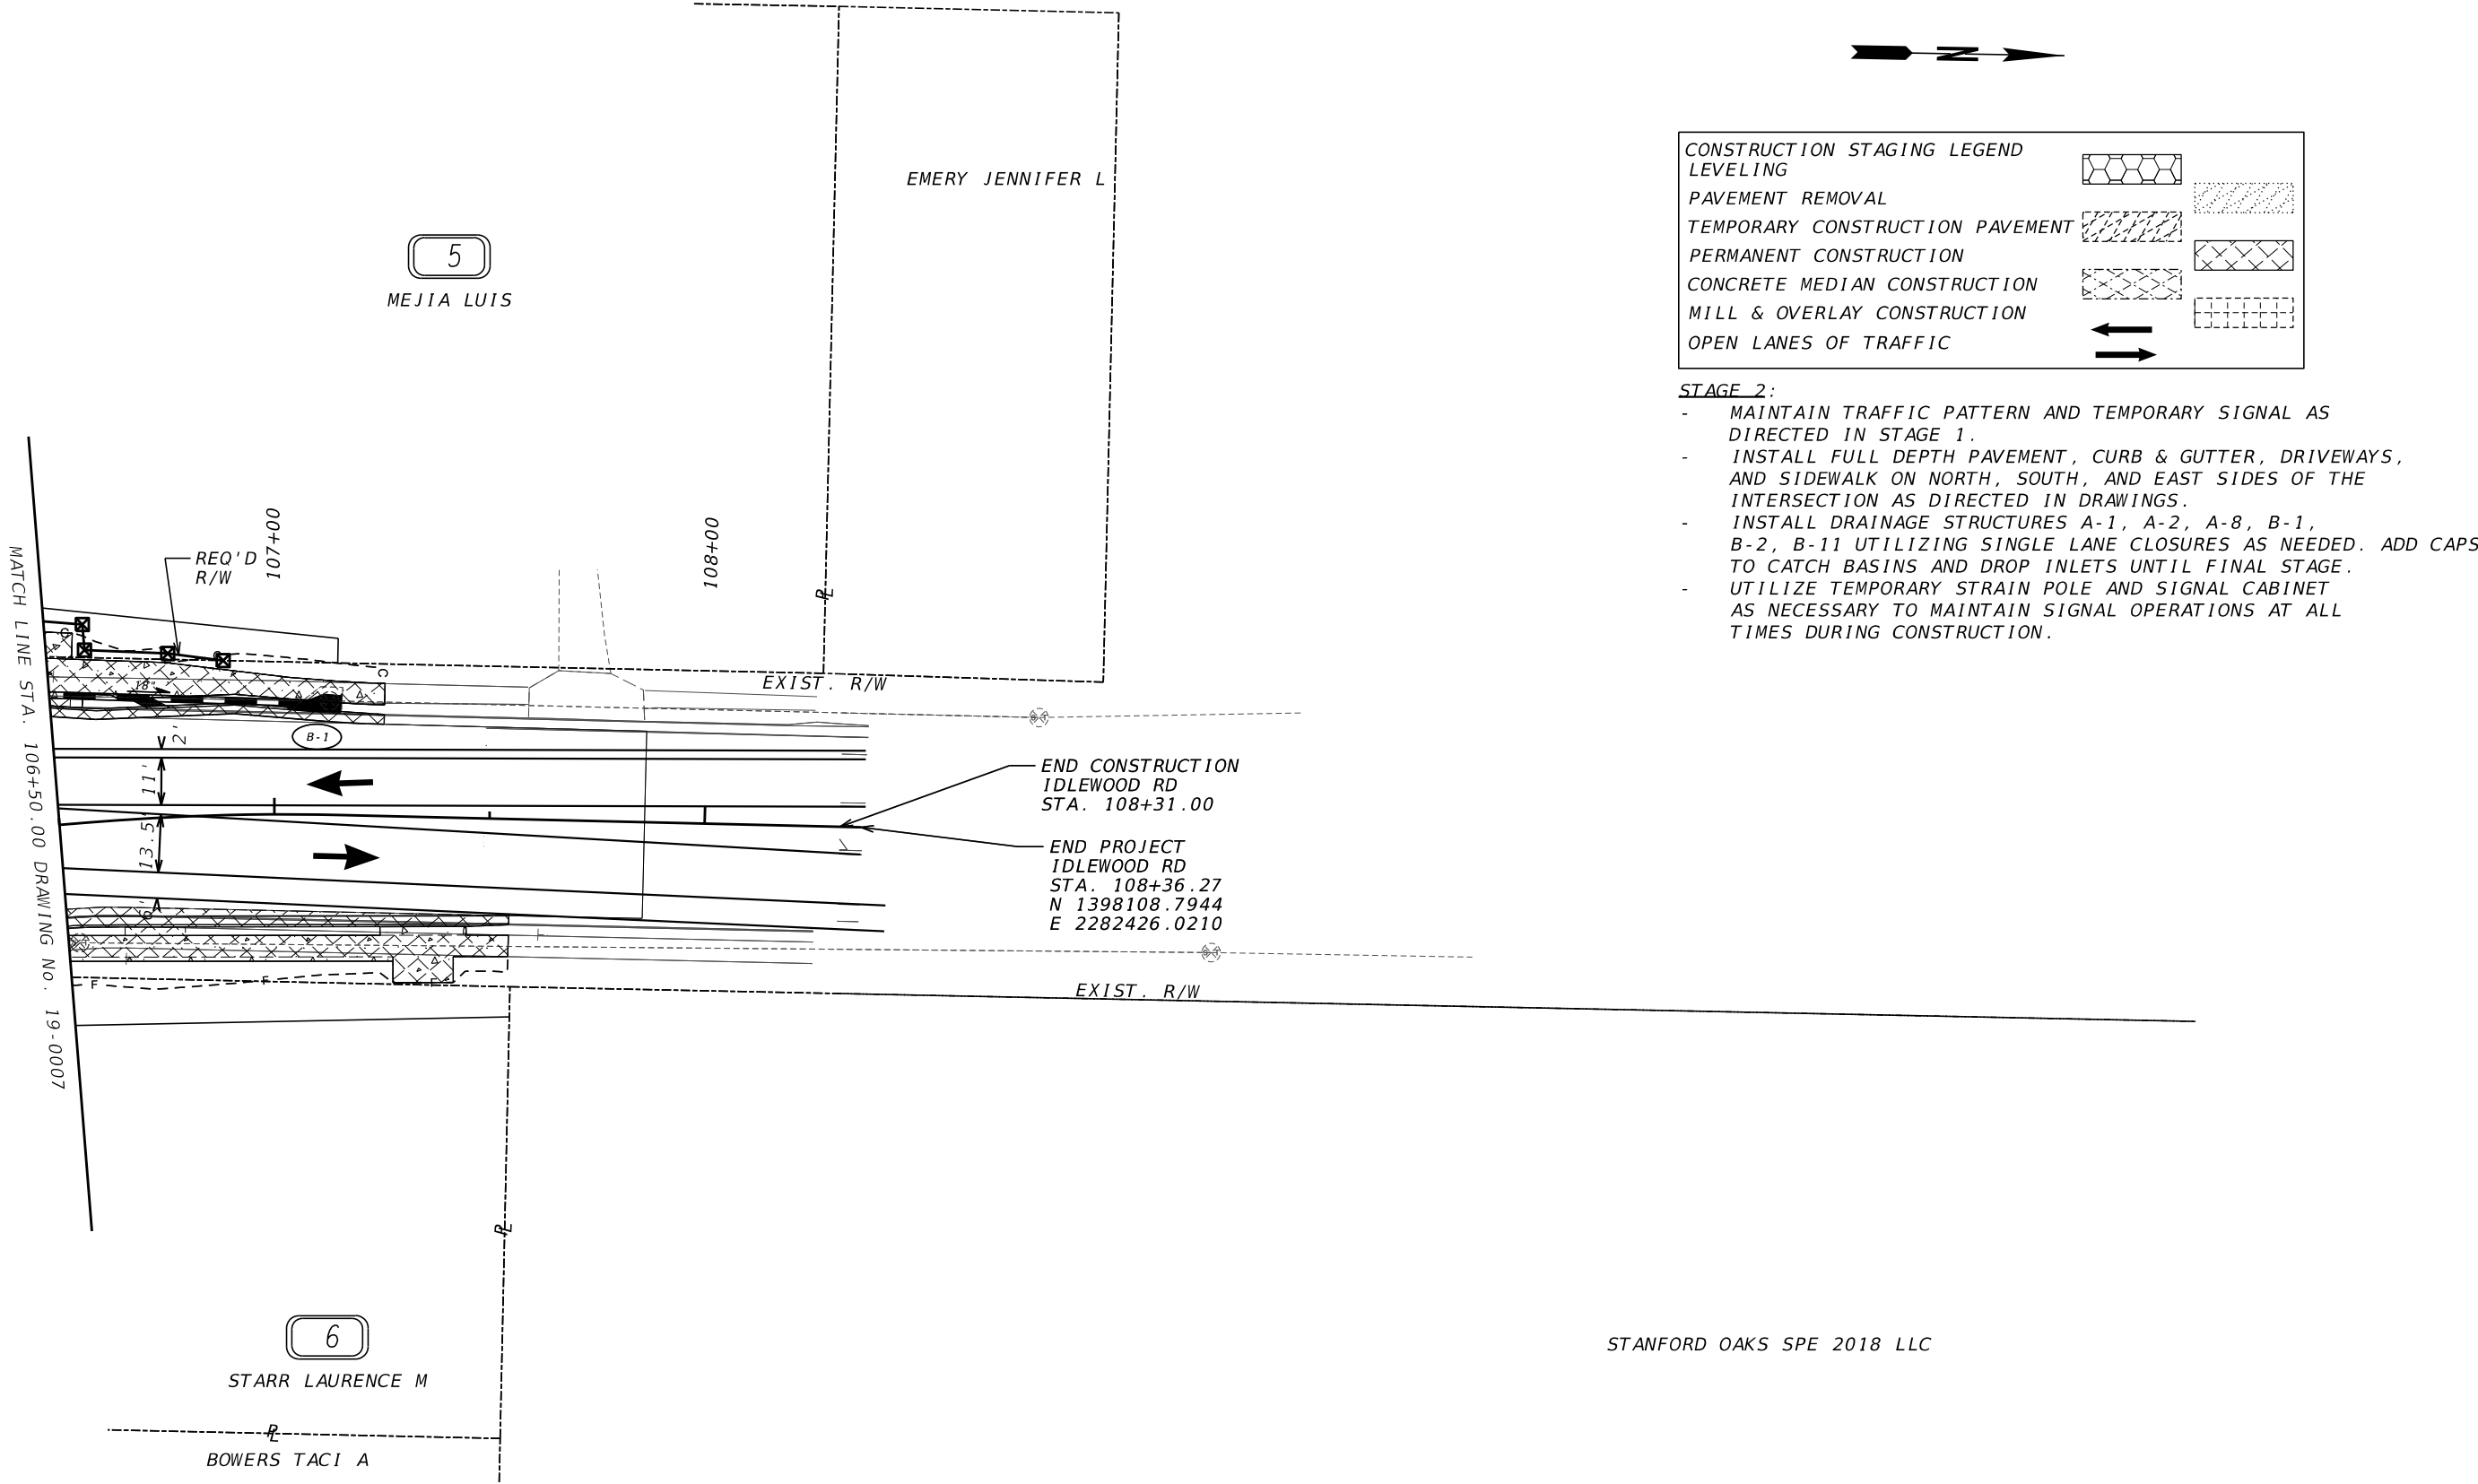 N
EMERY JENNIFER L
5
MEJIA LUIS
CONSTRUCTION STAGING LEGEND
LEVELING
PAVEMENT REMOVAL
TEMPORARY CONSTRUCTION PAVEMENT
PERMANENT CONSTRUCTION
CONCRETE MEDIAN CONSTRUCTION
MILL & OVERLAY CONSTRUCTION
OPEN LANES OF TRAFFIC
STAGE 2:
- MAINTAIN TRAFFIC PATTERN AND TEMPORARY SIGNAL AS
DIRECTED IN STAGE 1.
- INSTALL FULL DEPTH PAVEMENT, CURB & GUTTER, DRIVEWAYS,
AND SIDEWALK ON NORTH, SOUTH, AND EAST SIDES OF THE
INTERSECTION AS DIRECTED IN DRAWINGS.
- INSTALL DRAINAGE STRUCTURES A-1, A-2, A-8, B-1,
B-2, B-11 UTILIZING SINGLE LANE CLOSURES AS NEEDED. ADD CAPS
TO CATCH BASINS AND DROP INLETS UNTIL FINAL STAGE.
- UTILIZE TEMPORARY STRAIN POLE AND SIGNAL CABINET
AS NECESSARY TO MAINTAIN SIGNAL OPERATIONS AT ALL
TIMES DURING CONSTRUCTION.
MATCH LINE STA. 106+50.00 DRAWING No. 19-0007
REQ'D
R/W
107+00
108+00
PL
EXIST. R/W
C
C
18"
B-1
2'
11'
13.5'
6'
END CONSTRUCTION
IDLEWOOD RD
STA. 108+31.00
END PROJECT
IDLEWOOD RD
STA. 108+36.27
N 1398108.7944
E 2282426.0210
F
F
F
EXIST. R/W
PL
6
STARR LAURENCE M
PL
BOWERS TACI A
STANFORD OAKS SPE 2018 LLC